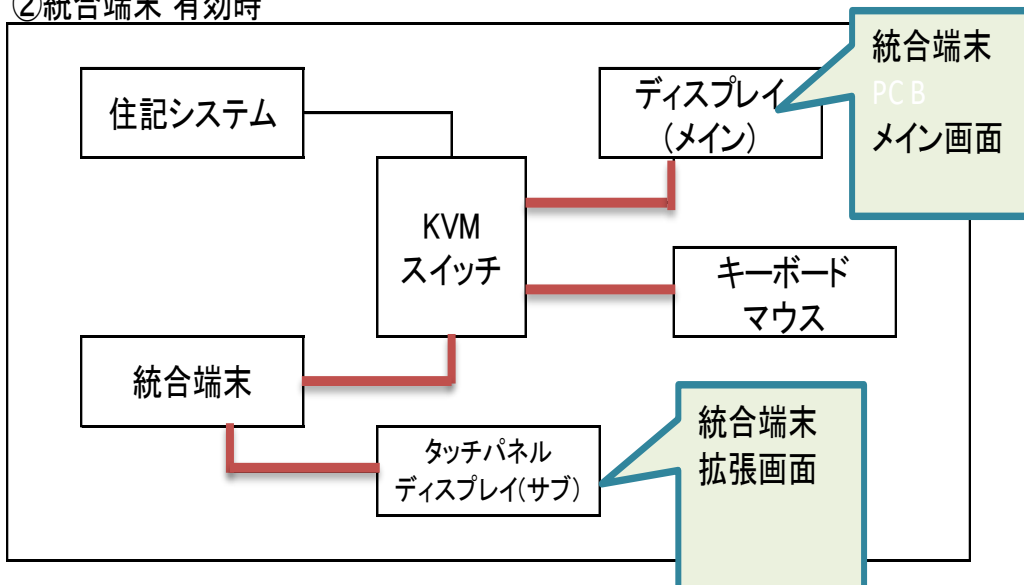 ②統合端末 有効時
住記システム
ディスプレイ
(メイン)
統合端末
PC B
メイン画面
KVM
スイッチ
キーボード
マウス
統合端末
タッチパネル
ディスプレイ(サブ)
統合端末
拡張画面